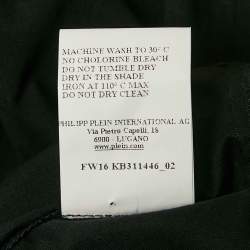 MACHINE WASH TO 30° C
NO CHOLORINE BLEACH
DO NOT TUMBLE DRY
DRY IN THE SHADE
IRON AT 110° C MAX
DO NOT DRY CLEAN
PHILIPP PLEIN INTERNATIONAL AG
Via Pietro Capelli, 18
6900 - LUGANO
www.plein.com
FW16 KB311446_02